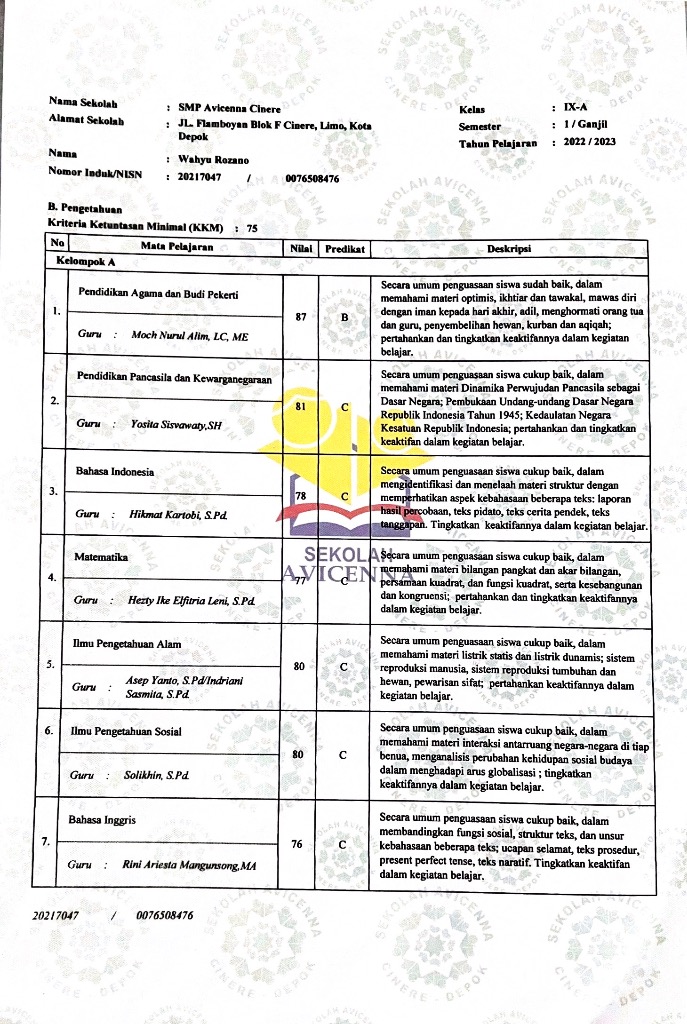 Nama Sekolah : SMP Avicenna Cinere
Alamat Sekolah : JL. Flamboyan Blok F Cinere, Limo, Kota
Depok
Nama : Wahyu Rozano
Nomor Induk/NISN : 20217047 / 0076508476
Kelas : IX-A
Semester : 1 / Ganjil
Tahun Pelajaran : 2022 / 2023
B. Pengetahuan
Kriteria Ketuntasan Minimal (KKM) : 75
No Mata Pelajaran Nilai Predikat Deskripsi
Kelompok A
1. Pendidikan Agama dan Budi Pekerti
Guru : Moch Nurul Alim, LC, ME
87 B
Secara umum penguasaan siswa sudah baik, dalam
memahami materi optimis, ikhtiar dan tawakal, mawas diri
dengan iman kepada hari akhir, adil, menghormati orang tua
dan guru, penyembelihan hewan, kurban dan aqiqah;
pertahankan dan tingkatkan keaktifannya dalam kegiatan
belajar.
2. Pendidikan Pancasila dan Kewarganegaraan
Guru : Yosita Sisvawaty,SH
81 C
Secara umum penguasaan siswa cukup baik, dalam
memahami materi Dinamika Perwujudan Pancasila sebagai
Dasar Negara; Pembukaan Undang-undang Dasar Negara
Republik Indonesia Tahun 1945; Kedaulatan Negara
Kesatuan Republik Indonesia; pertahankan dan tingkatkan
keaktifan dalam kegiatan belajar.
3. Bahasa Indonesia
Guru : Hikmat Kartobi, S.Pd.
78 C
Secara umum penguasaan siswa cukup baik, dalam
mengidentifikasi dan menelaah materi struktur dengan
memperhatikan aspek kebahasaan beberapa teks: laporan
hasil percobaan, teks pidato, teks cerita pendek, teks
tanggapan. Tingkatkan keaktifannya dalam kegiatan belajar.
4. Matematika
Guru : Hezty Ike Elfitria Leni, S.Pd.
77 C
Secara umum penguasaan siswa cukup baik, dalam
memahami materi bilangan pangkat dan akar bilangan,
persamaan kuadrat, dan fungsi kuadrat, serta kesebangunan
dan kongruensi; pertahankan dan tingkatkan keaktifannya
dalam kegiatan belajar.
SEKOLAH
AVICENNA
5. Ilmu Pengetahuan Alam
Guru : Asep Yanto, S.Pd/Indriani
Sasmita, S.Pd.
80 C
Secara umum penguasaan siswa cukup baik, dalam
memahami materi listrik statis dan listrik dunamis; sistem
reproduksi manusia, sistem reproduksi tumbuhan dan
hewan, pewarisan sifat; pertahankan keaktifannya dalam
kegiatan belajar.
6. Ilmu Pengetahuan Sosial
Guru : Solikhin, S.Pd.
80 C
Secara umum penguasaan siswa cukup baik, dalam
memahami materi interaksi antarruang negara-negara di tiap
benua, menganalisis perubahan kehidupan sosial budaya
dalam menghadapi arus globalisasi ; tingkatkan
keaktifannya dalam kegiatan belajar.
7. Bahasa Inggris
Guru : Rini Ariesta Mangunsong,MA
76 C
Secara umum penguasaan siswa cukup baik, dalam
membandingkan fungsi sosial, struktur teks, dan unsur
kebahasaan beberapa teks; ucapan selamat, teks prosedur,
present perfect tense, teks naratif. Tingkatkan keaktifan
dalam kegiatan belajar.
20217047 / 0076508476
SEKOLAH AVICENNA
CINERE - DEPOK